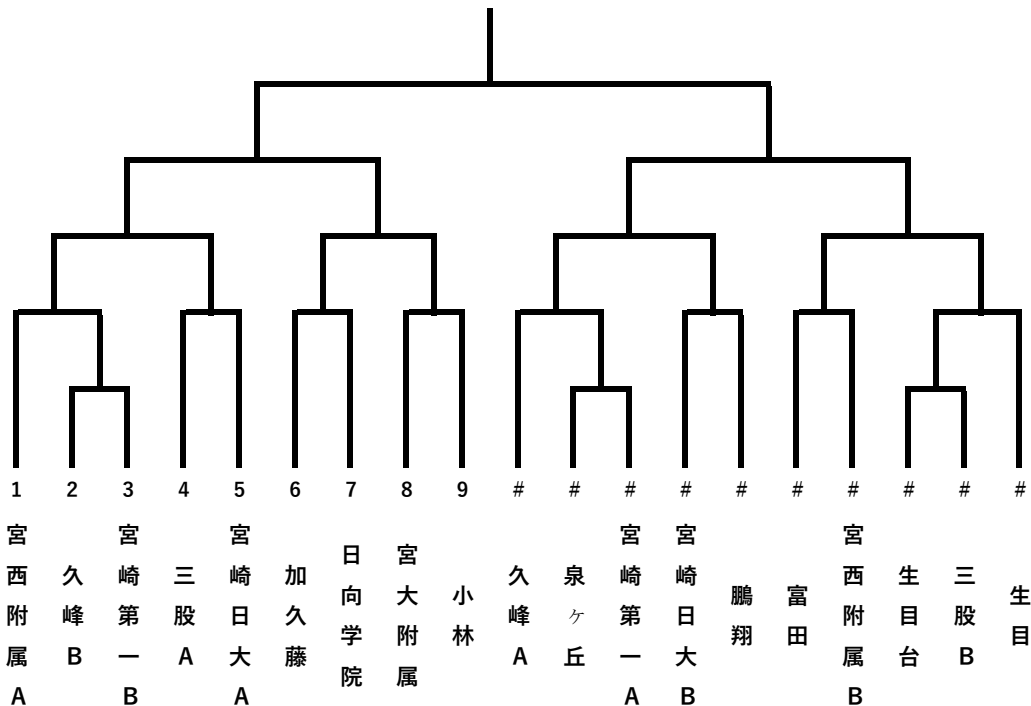 1 2 3 4 5 6 7 8 9 # # # # # # # # # #
宮西附属A
久峰B
宮崎第一B
三股A
宮崎日大A
加久藤
日向学院
宮大附属
小林
久峰A
泉ヶ丘
宮崎第一A
宮崎日大B
鵬翔
富田
宮西附属B
生目台
三股B
生目